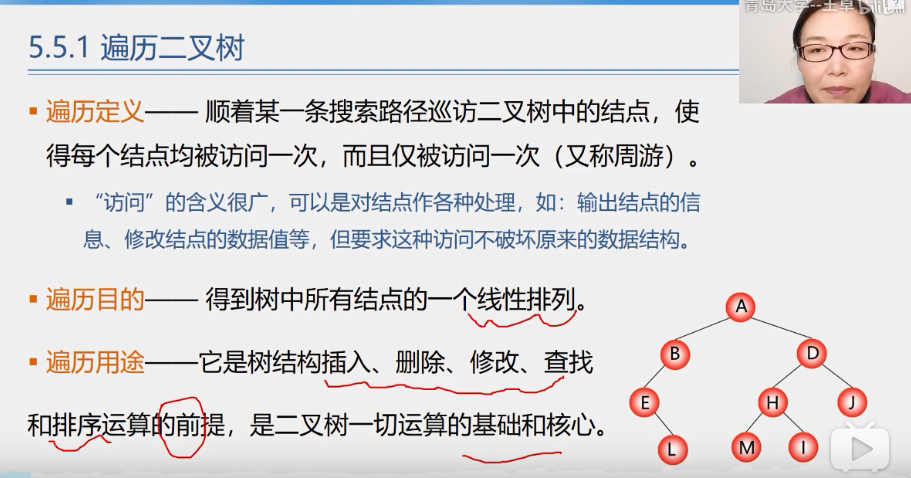 青岛大学--王卓
5.5.1 遍历二叉树
遍历定义—— 顺着某一条搜索路径巡访二叉树中的结点，使
得每个结点均被访问一次，而且仅被访问一次（又称周游）。
“访问”的含义很广，可以是对结点作各种处理，如：输出结点的信
息、修改结点的数据值等，但要求这种访问不破坏原来的数据结构。
遍历目的—— 得到树中所有结点的一个线性排列。
遍历用途——它是树结构插入、删除、修改、查找
和排序运算的前提，是二叉树一切运算的基础和核心。
A
B D
E H J
L M I